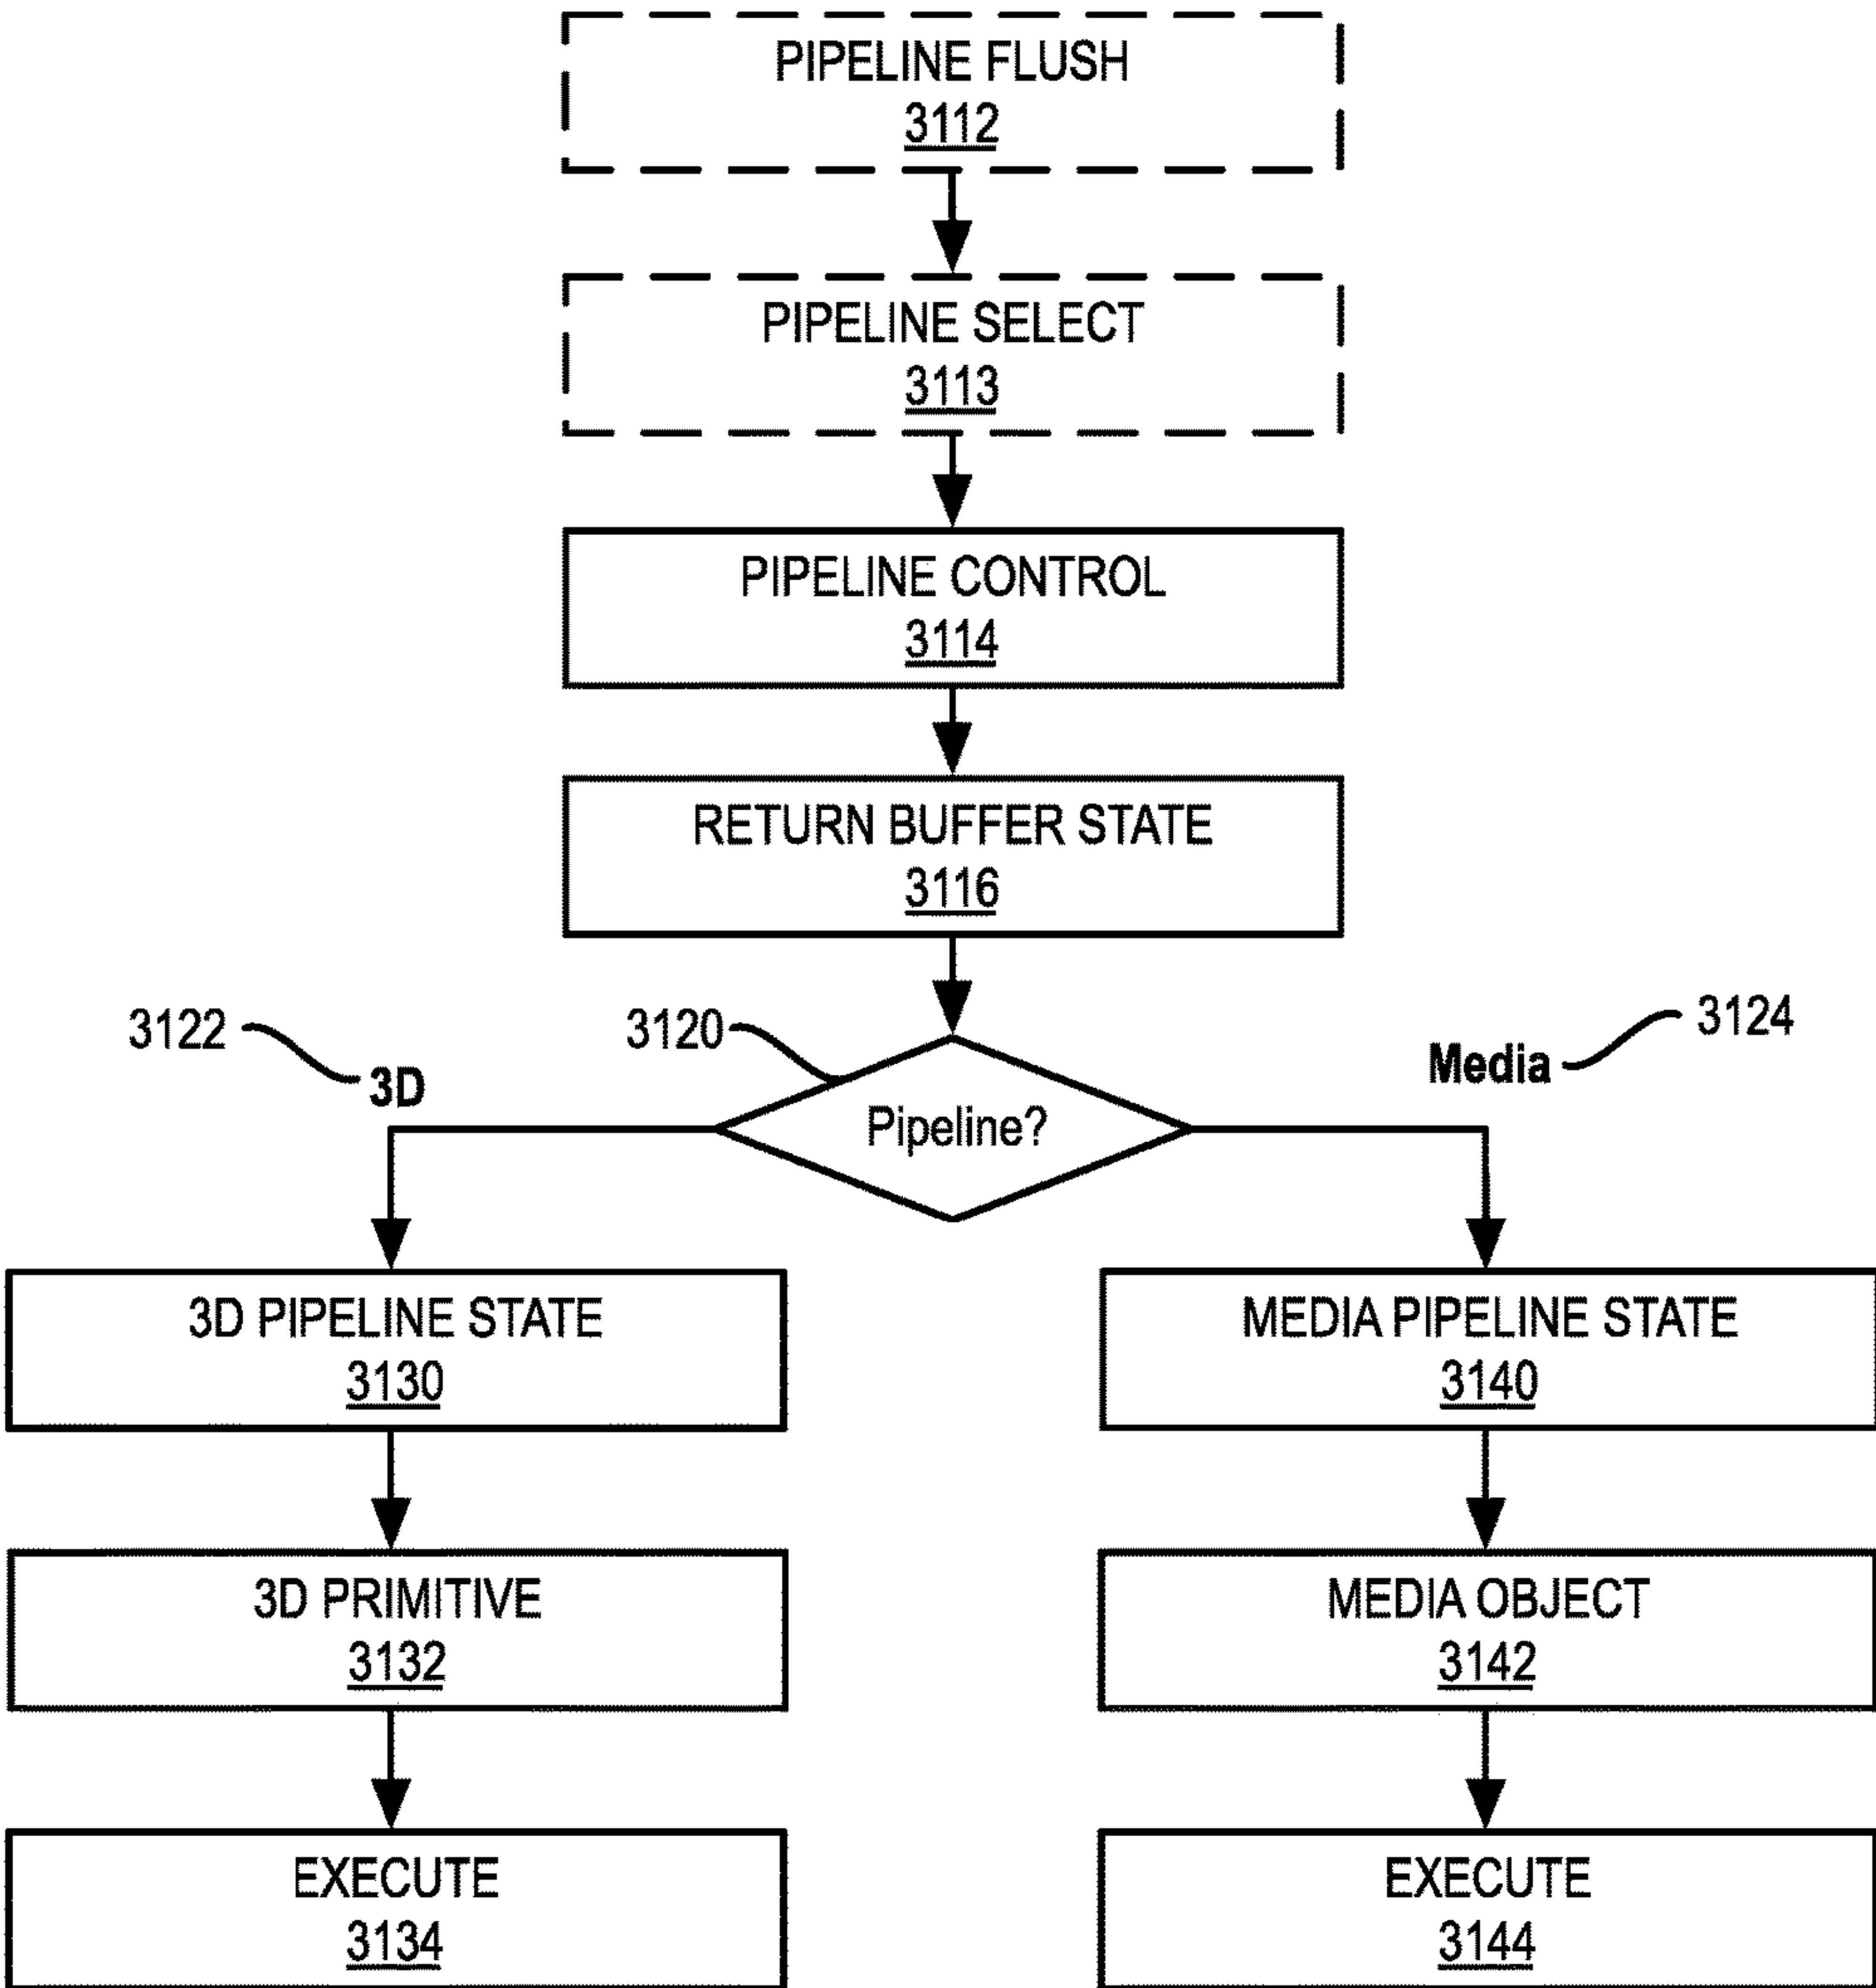 PIPELINE FLUSH
3112
PIPELINE SELECT
3113
PIPELINE CONTROL
3114
RETURN BUFFER STATE
3116
3122
3D
3120
Pipeline?
Media
3124
3D PIPELINE STATE
3130
MEDIA PIPELINE STATE
3140
3D PRIMITIVE
3132
MEDIA OBJECT
3142
EXECUTE
3134
EXECUTE
3144